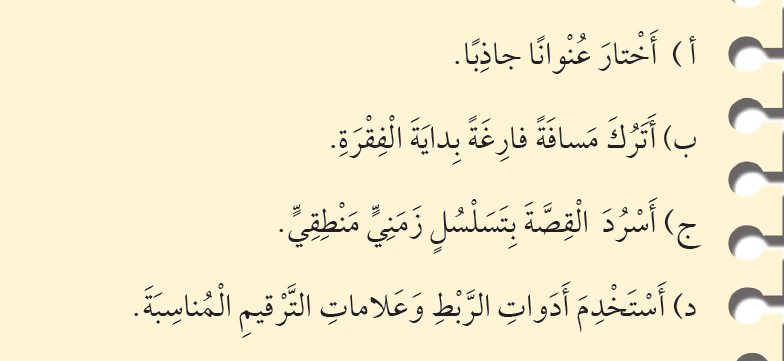 أ ) أَخْتارَ عُنْوانًا جاذِبًا.
ب) أَتَرُكَ مَسافَةً فارِغَةً بِدايَةَ الْفِقْرَةِ.
ج) أَسْرُدَ الْقِصَّةَ بِتَسَلْسُلٍ زَمَنِيٍّ مَنْطِقِيٍّ.
د) أَسْتَخْدِمَ أَدَواتِ الرَّبْطِ وَعَلاماتِ التَّرْقيمِ الْمُناسِبَةَ.